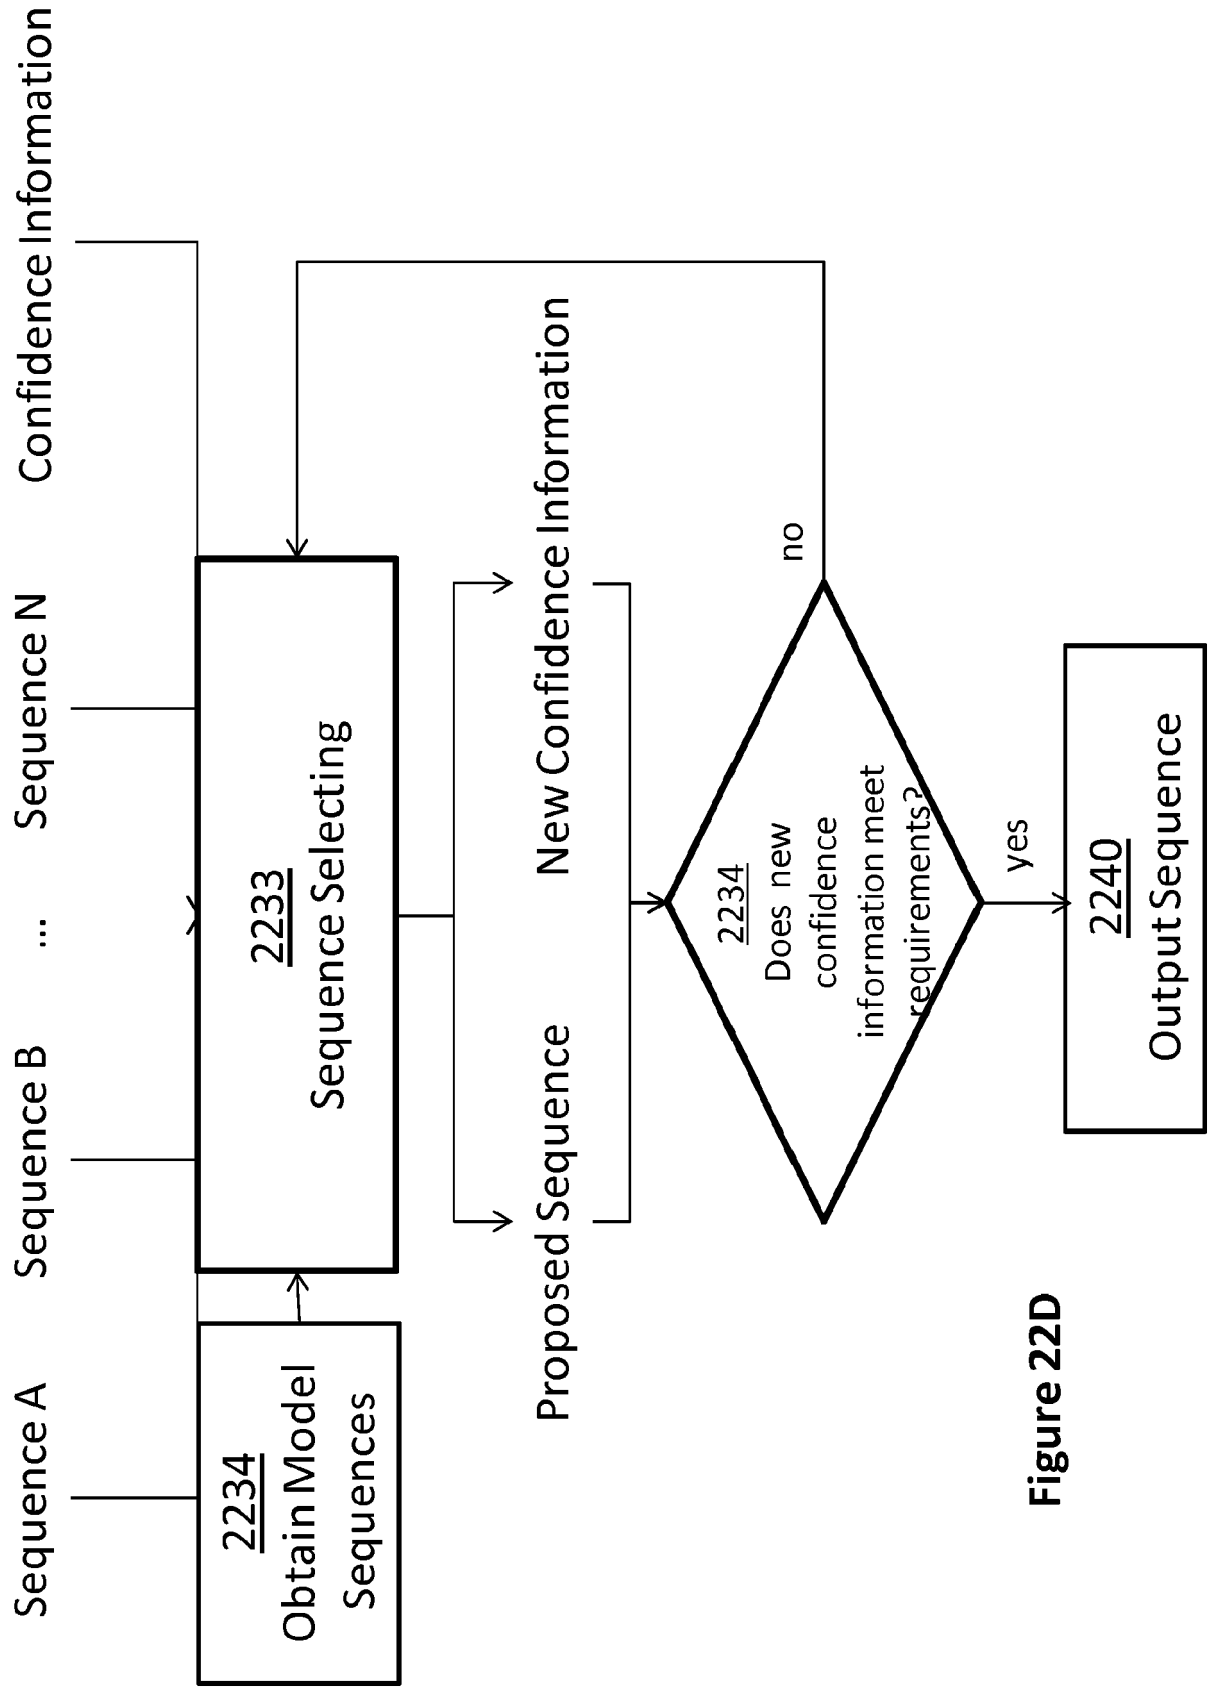 Sequence A
Sequence B
...
Sequence N
Confidence Information
2234
Obtain Model
Sequences
2233
Sequence Selecting
Proposed Sequence
New Confidence Information
2234
Does new
confidence
information meet
requirements?
no
yes
2240
Output Sequence
Figure 22D